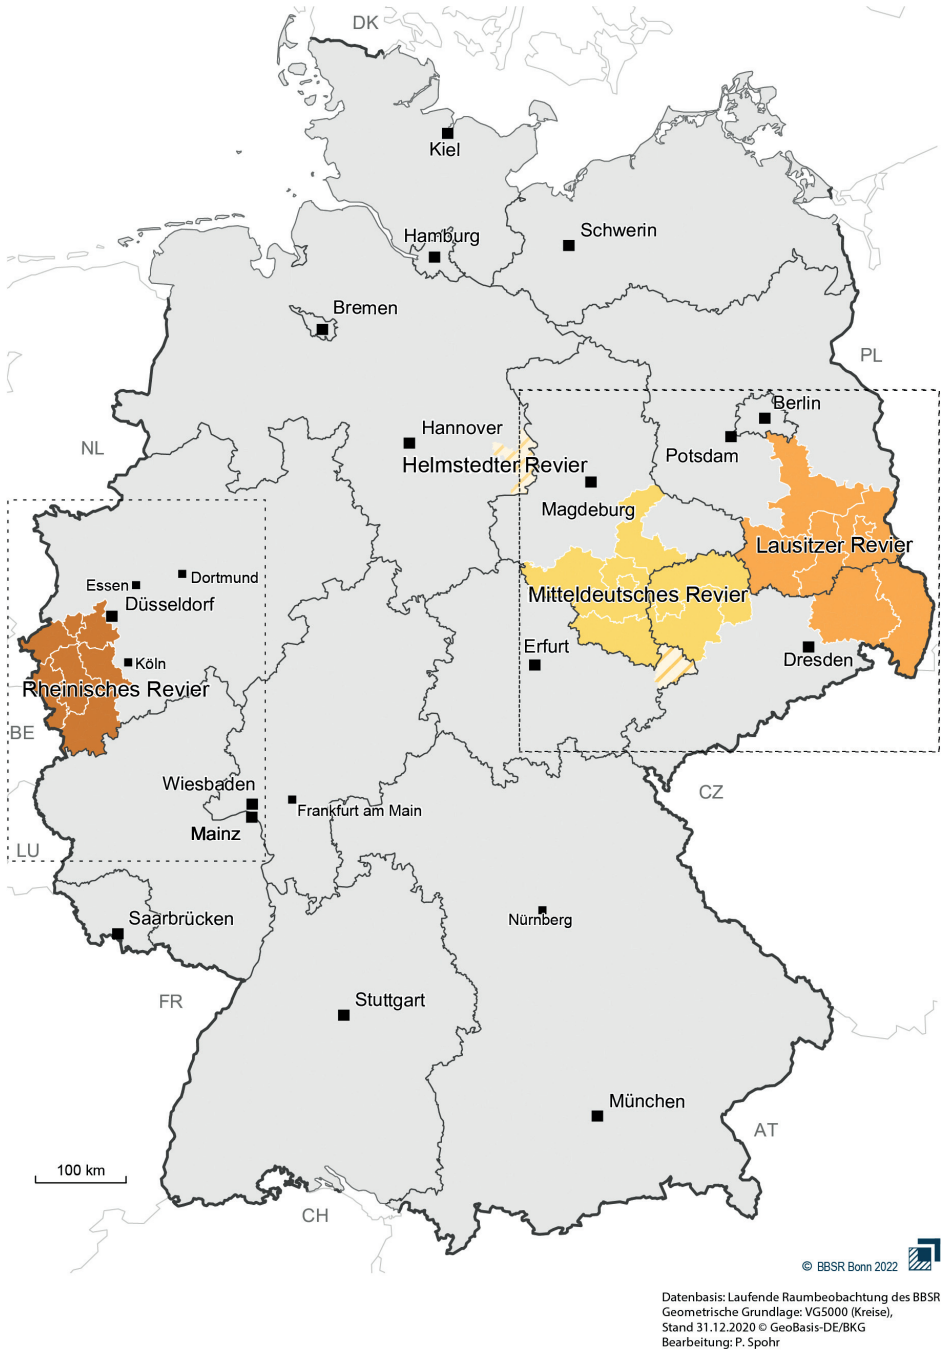 DK
Kiel
Schwerin
Hamburg
Bremen
PL
Berlin
Hannover
Potsdam
NL
Helmstedter Revier
Magdeburg
Lausitzer Revier
Essen
Dortmund
Düsseldorf
Mitteldeutsches Revier
Erfurt
Dresden
Köln
Rheinisches Revier
BE
Wiesbaden
CZ
Frankfurt am Main
Mainz
LU
Saarbrücken
Nürnberg
FR
Stuttgart
München
AT
100 km
CH
© BBSR Bonn 2022
Datenbasis: Laufende Raumbeobachtung des BBSR
Geometrische Grundlage: VG5000 (Kreise),
Stand 31.12.2020 © GeoBasis-DE/BKG
Bearbeitung: P. Spohr